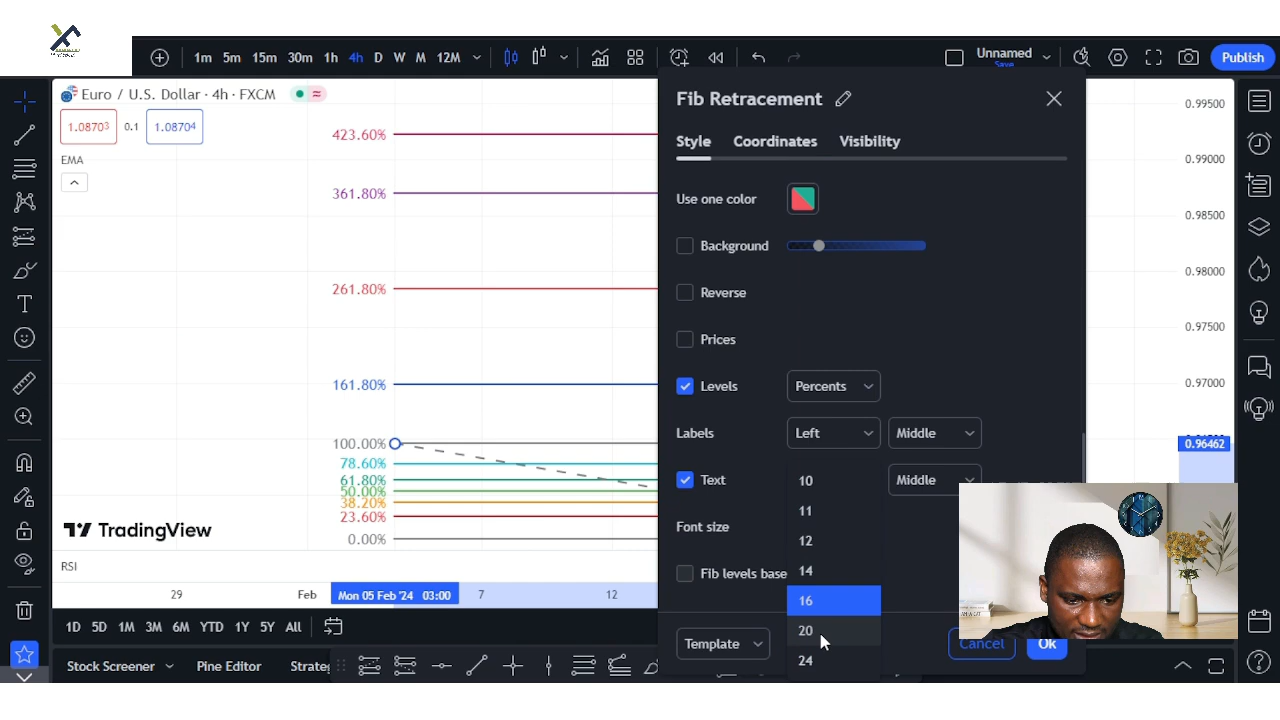 1m 5m 15m 30m 1h 4h D W M 12M
Unnamed
Save
Publish
Euro / U.S. Dollar · 4h · FXCM
1.08703 0.1 1.08704
EMA
423.60%
361.80%
261.80%
161.80%
100.00%
78.60%
61.80%
50.00%
38.20%
23.60%
0.00%
TradingView
RSI
29 Feb Mon 05 Feb '24 03:00 7 12
1D 5D 1M 3M 6M YTD 1Y 5Y All
Stock Screener Pine Editor Strate
Fib Retracement
Style Coordinates Visibility
Use one color
Background
Reverse
Prices
Levels Percents
Labels Left Middle
Text Middle
Font size
Fib levels base
10
11
12
14
16
20
24
Template Cancel Ok
0.99500
0.99000
0.98500
0.98000
0.97500
0.97000
0.96462